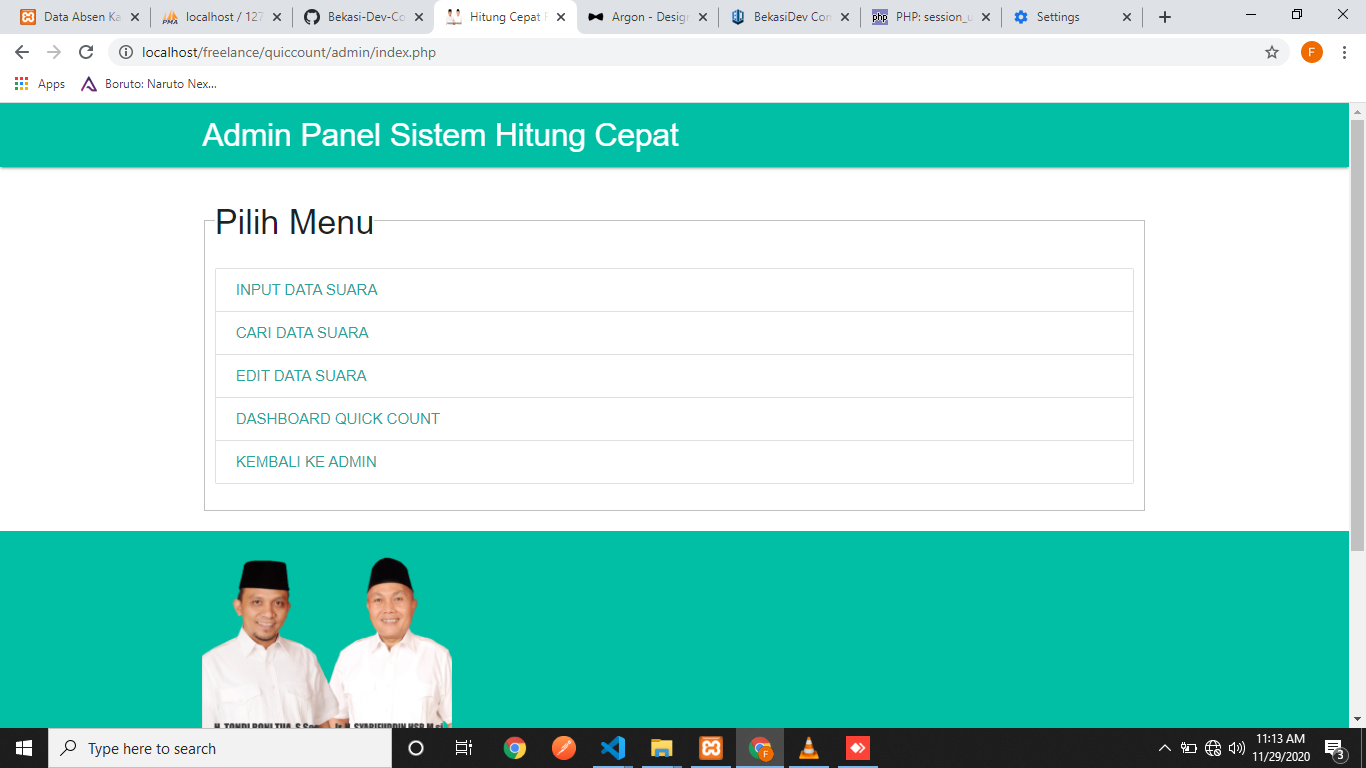 Data Absen Ka
localhost / 127
Bekasi-Dev-Co
Hitung Cepat
Argon - Design
BekasiDev Con
PHP: session_u
Settings
localhost/freelance/quiccount/admin/index.php
F
Apps
Boruto: Naruto Nex...
Admin Panel Sistem Hitung Cepat
Pilih Menu
INPUT DATA SUARA
CARI DATA SUARA
EDIT DATA SUARA
DASHBOARD QUICK COUNT
KEMBALI KE ADMIN
Type here to search
11:13 AM
11/29/2020
3